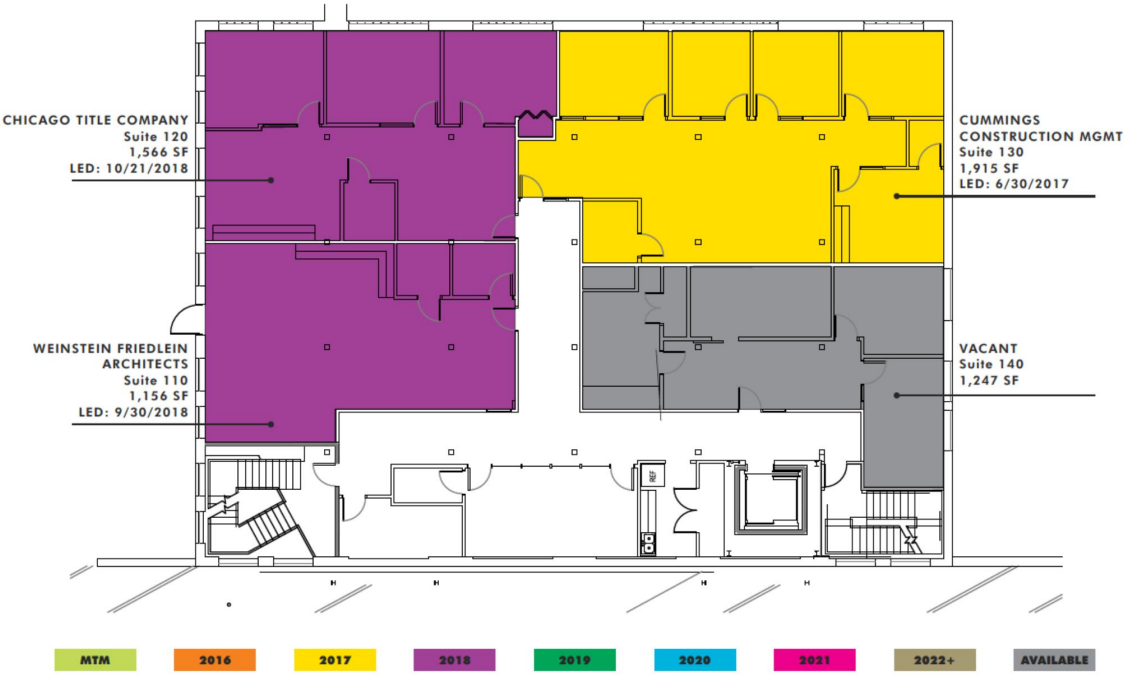 CHICAGO TITLE COMPANY
Suite 120
1,566 SF
LED: 10/21/2018
CUMMINGS
CONSTRUCTION MGMT
Suite 130
1,915 SF
LED: 6/30/2017
WEINSTEIN FRIEDLEIN
ARCHITECTS
Suite 110
1,156 SF
LED: 9/30/2018
VACANT
Suite 140
1,247 SF
REF
MTM
2016
2017
2018
2019
2020
2021
2022+
AVAILABLE